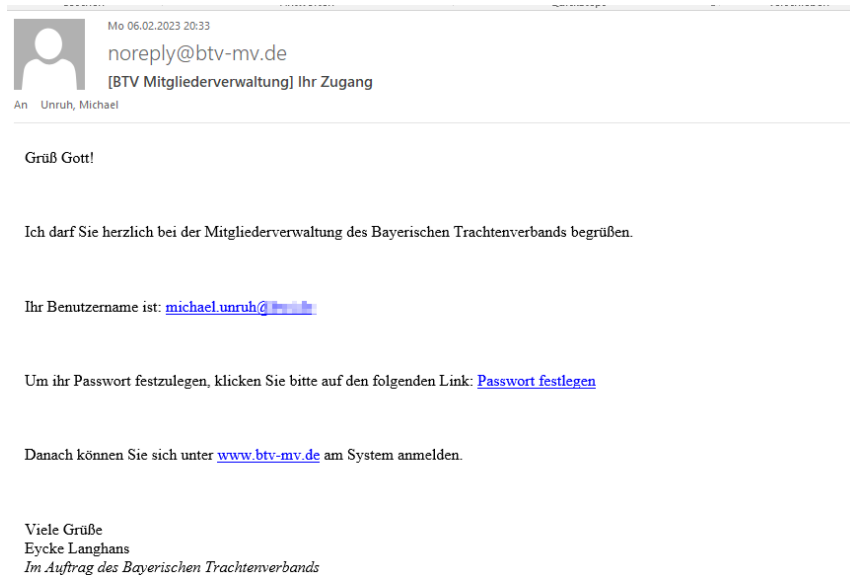 Mo 06.02.2023 20:33
noreply@btv-mv.de
[BTV Mitgliederverwaltung] Ihr Zugang
An Unruh, Michael
Grüß Gott!
Ich darf Sie herzlich bei der Mitgliederverwaltung des Bayerischen Trachtenverbands begrüßen.
Ihr Benutzername ist: michael.unruh@
Um ihr Passwort festzulegen, klicken Sie bitte auf den folgenden Link: Passwort festlegen
Danach können Sie sich unter www.btv-mv.de am System anmelden.
Viele Grüße
Eycke Langhans
Im Auftrag des Bayerischen Trachtenverbands